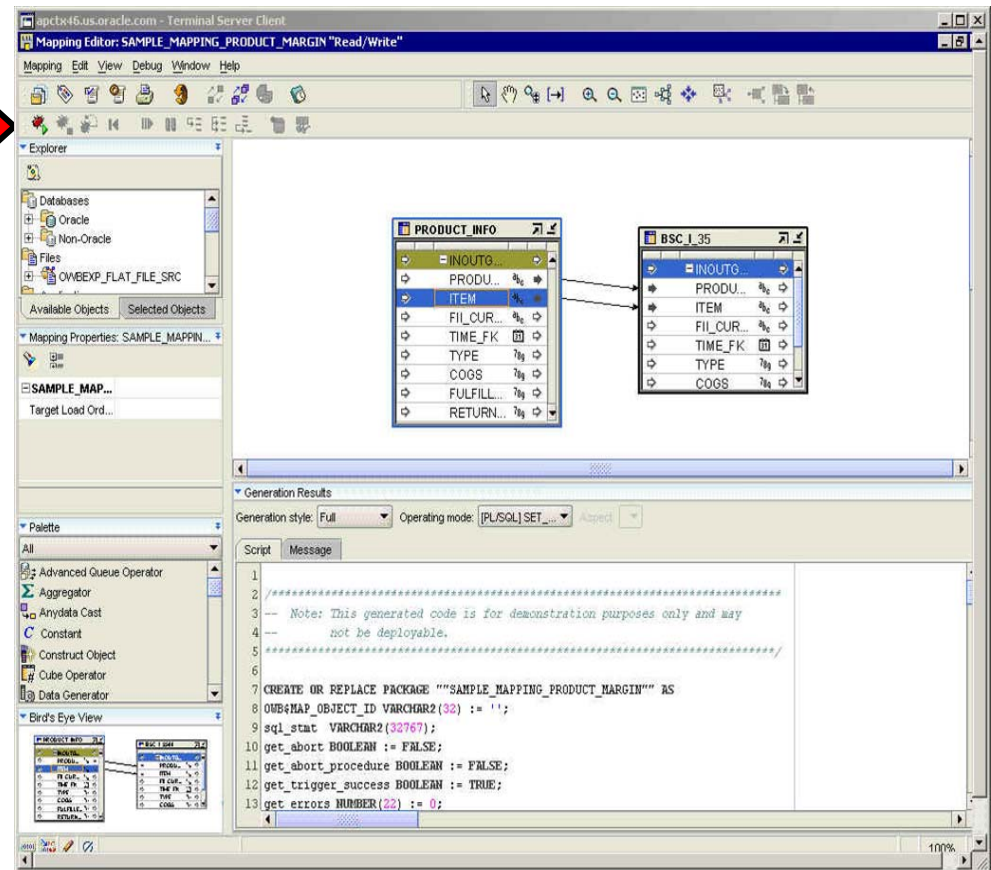 apctx46.us.oracle.com - Terminal Server Client
Mapping Editor: SAMPLE_MAPPING_PRODUCT_MARGIN "Read/Write"
Mapping Edit View Debug Window Help
Explorer
Databases
Oracle
Non-Oracle
Files
OWBEXP_FLAT_FILE_SRC
Available Objects Selected Objects
Mapping Properties: SAMPLE_MAPPIN...
SAMPLE_MAP...
Target Load Ord...
Palette
All
Advanced Queue Operator
Aggregator
Anydata Cast
Constant
Construct Object
Cube Operator
Data Generator
Bird's Eye View
PRODUCT_INFO
INOUTG...
PRODU...
ITEM
FII_CUR...
TIME_FK
TYPE
COGS
FULFILL...
RETURN...
BSC_I_35
INOUTG...
PRODU...
ITEM
FII_CUR...
TIME_FK
TYPE
COGS
Generation Results
Generation style: Full Operating mode: [PL/SQL] SET_... Aspect
Script Message
1
2 /*****************************************************************************
3 -- Note: This generated code is for demonstration purposes only and may
4 -- not be deployable.
5 *****************************************************************************/
6
7 CREATE OR REPLACE PACKAGE ""SAMPLE_MAPPING_PRODUCT_MARGIN"" AS
8 OWB$MAP_OBJECT_ID VARCHAR2(32) := '';
9 sql_stmt VARCHAR2(32767);
10 get_abort BOOLEAN := FALSE;
11 get_abort_procedure BOOLEAN := FALSE;
12 get_trigger_success BOOLEAN := TRUE;
13 get_errors NUMBER(22) := 0;
100%